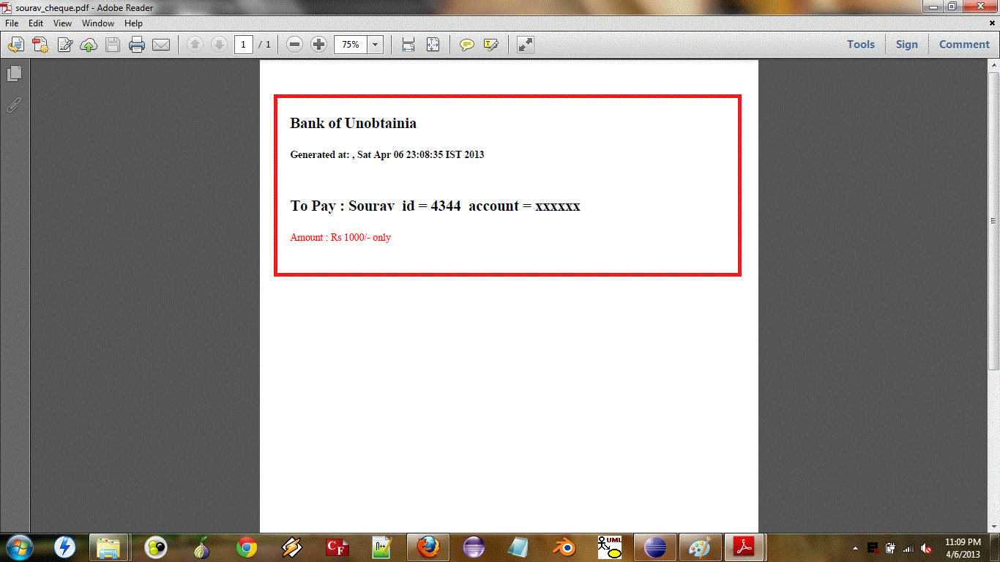 sourav_cheque.pdf - Adobe Reader
File Edit View Window Help
1 / 1 75% Tools Sign Comment
Bank of Unobtainia
Generated at: , Sat Apr 06 23:08:35 IST 2013
To Pay : Sourav id = 4344 account = xxxxxx
Amount : Rs 1000/- only
CF
UML
11:09 PM
4/6/2013